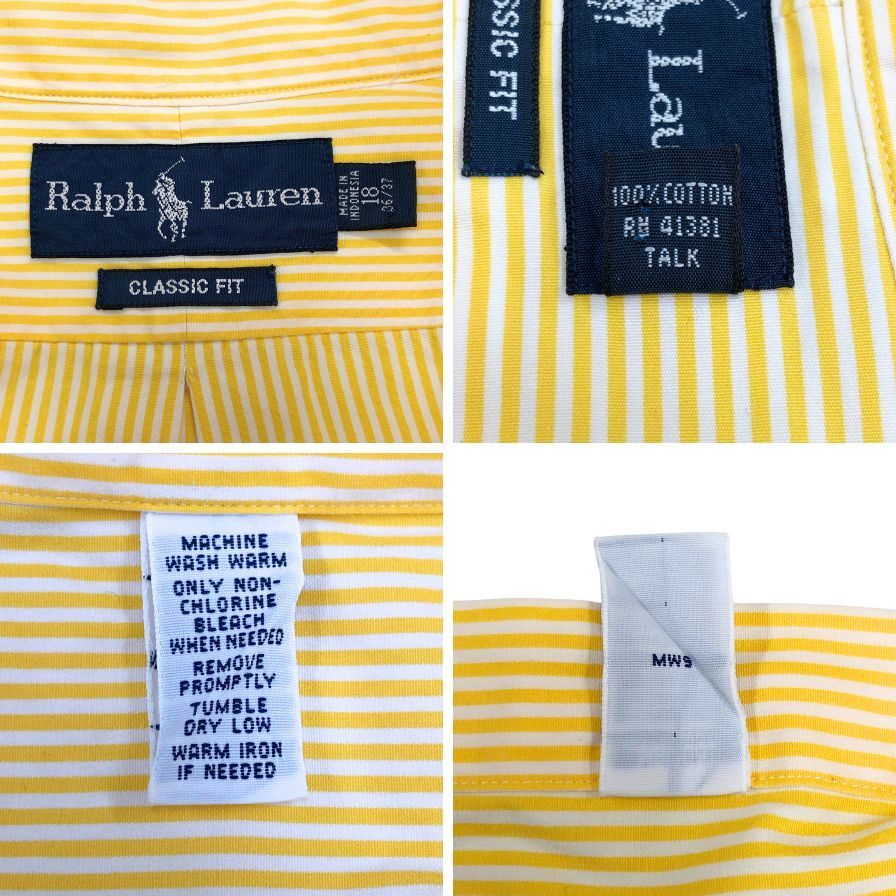 Ralph Lauren
MADE IN
INDONESIA
18
36/37
CLASSIC FIT
SSIC FIT
Lau
100% COTTON
RN 41381
TALK
MACHINE
WASH WARM
ONLY NON-
CHLORINE
BLEACH
WHEN NEEDED
REMOVE
PROMPTLY
TUMBLE
DRY LOW
WARM IRON
IF NEEDED
MW9